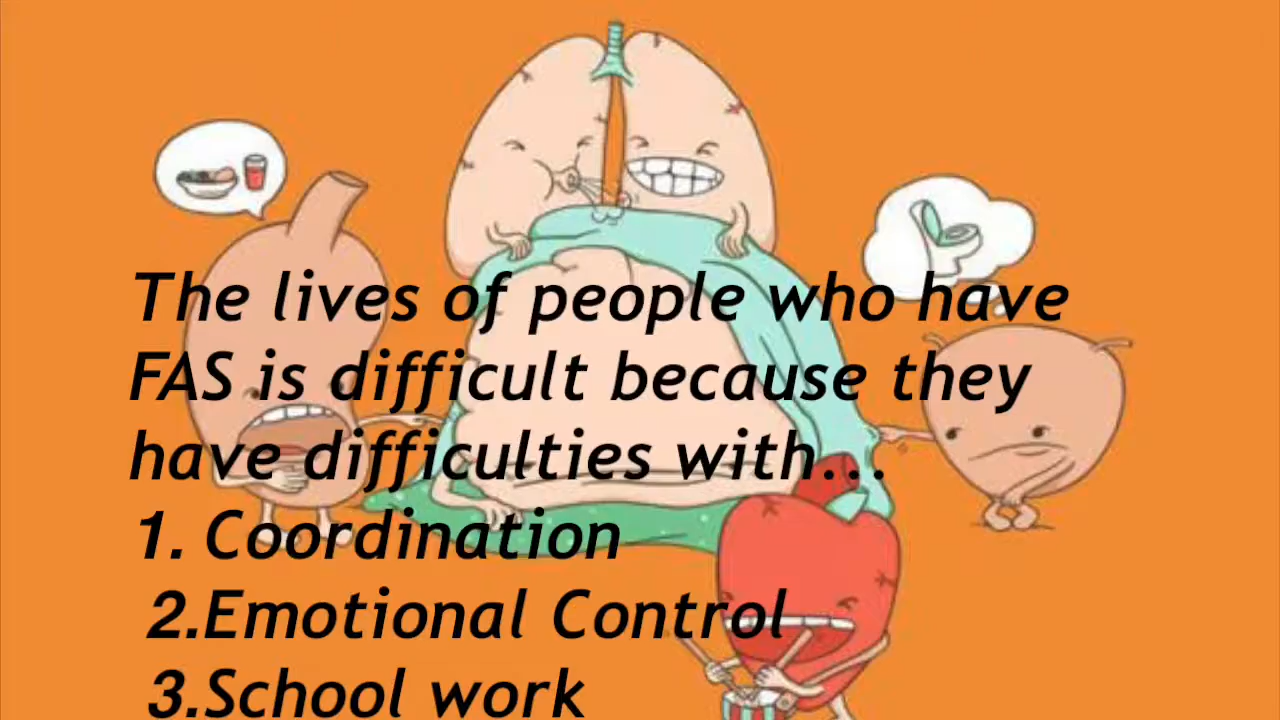 The lives of people who have
FAS is difficult because they
have difficulties with...
1. Coordination
2.Emotional Control
3.School work